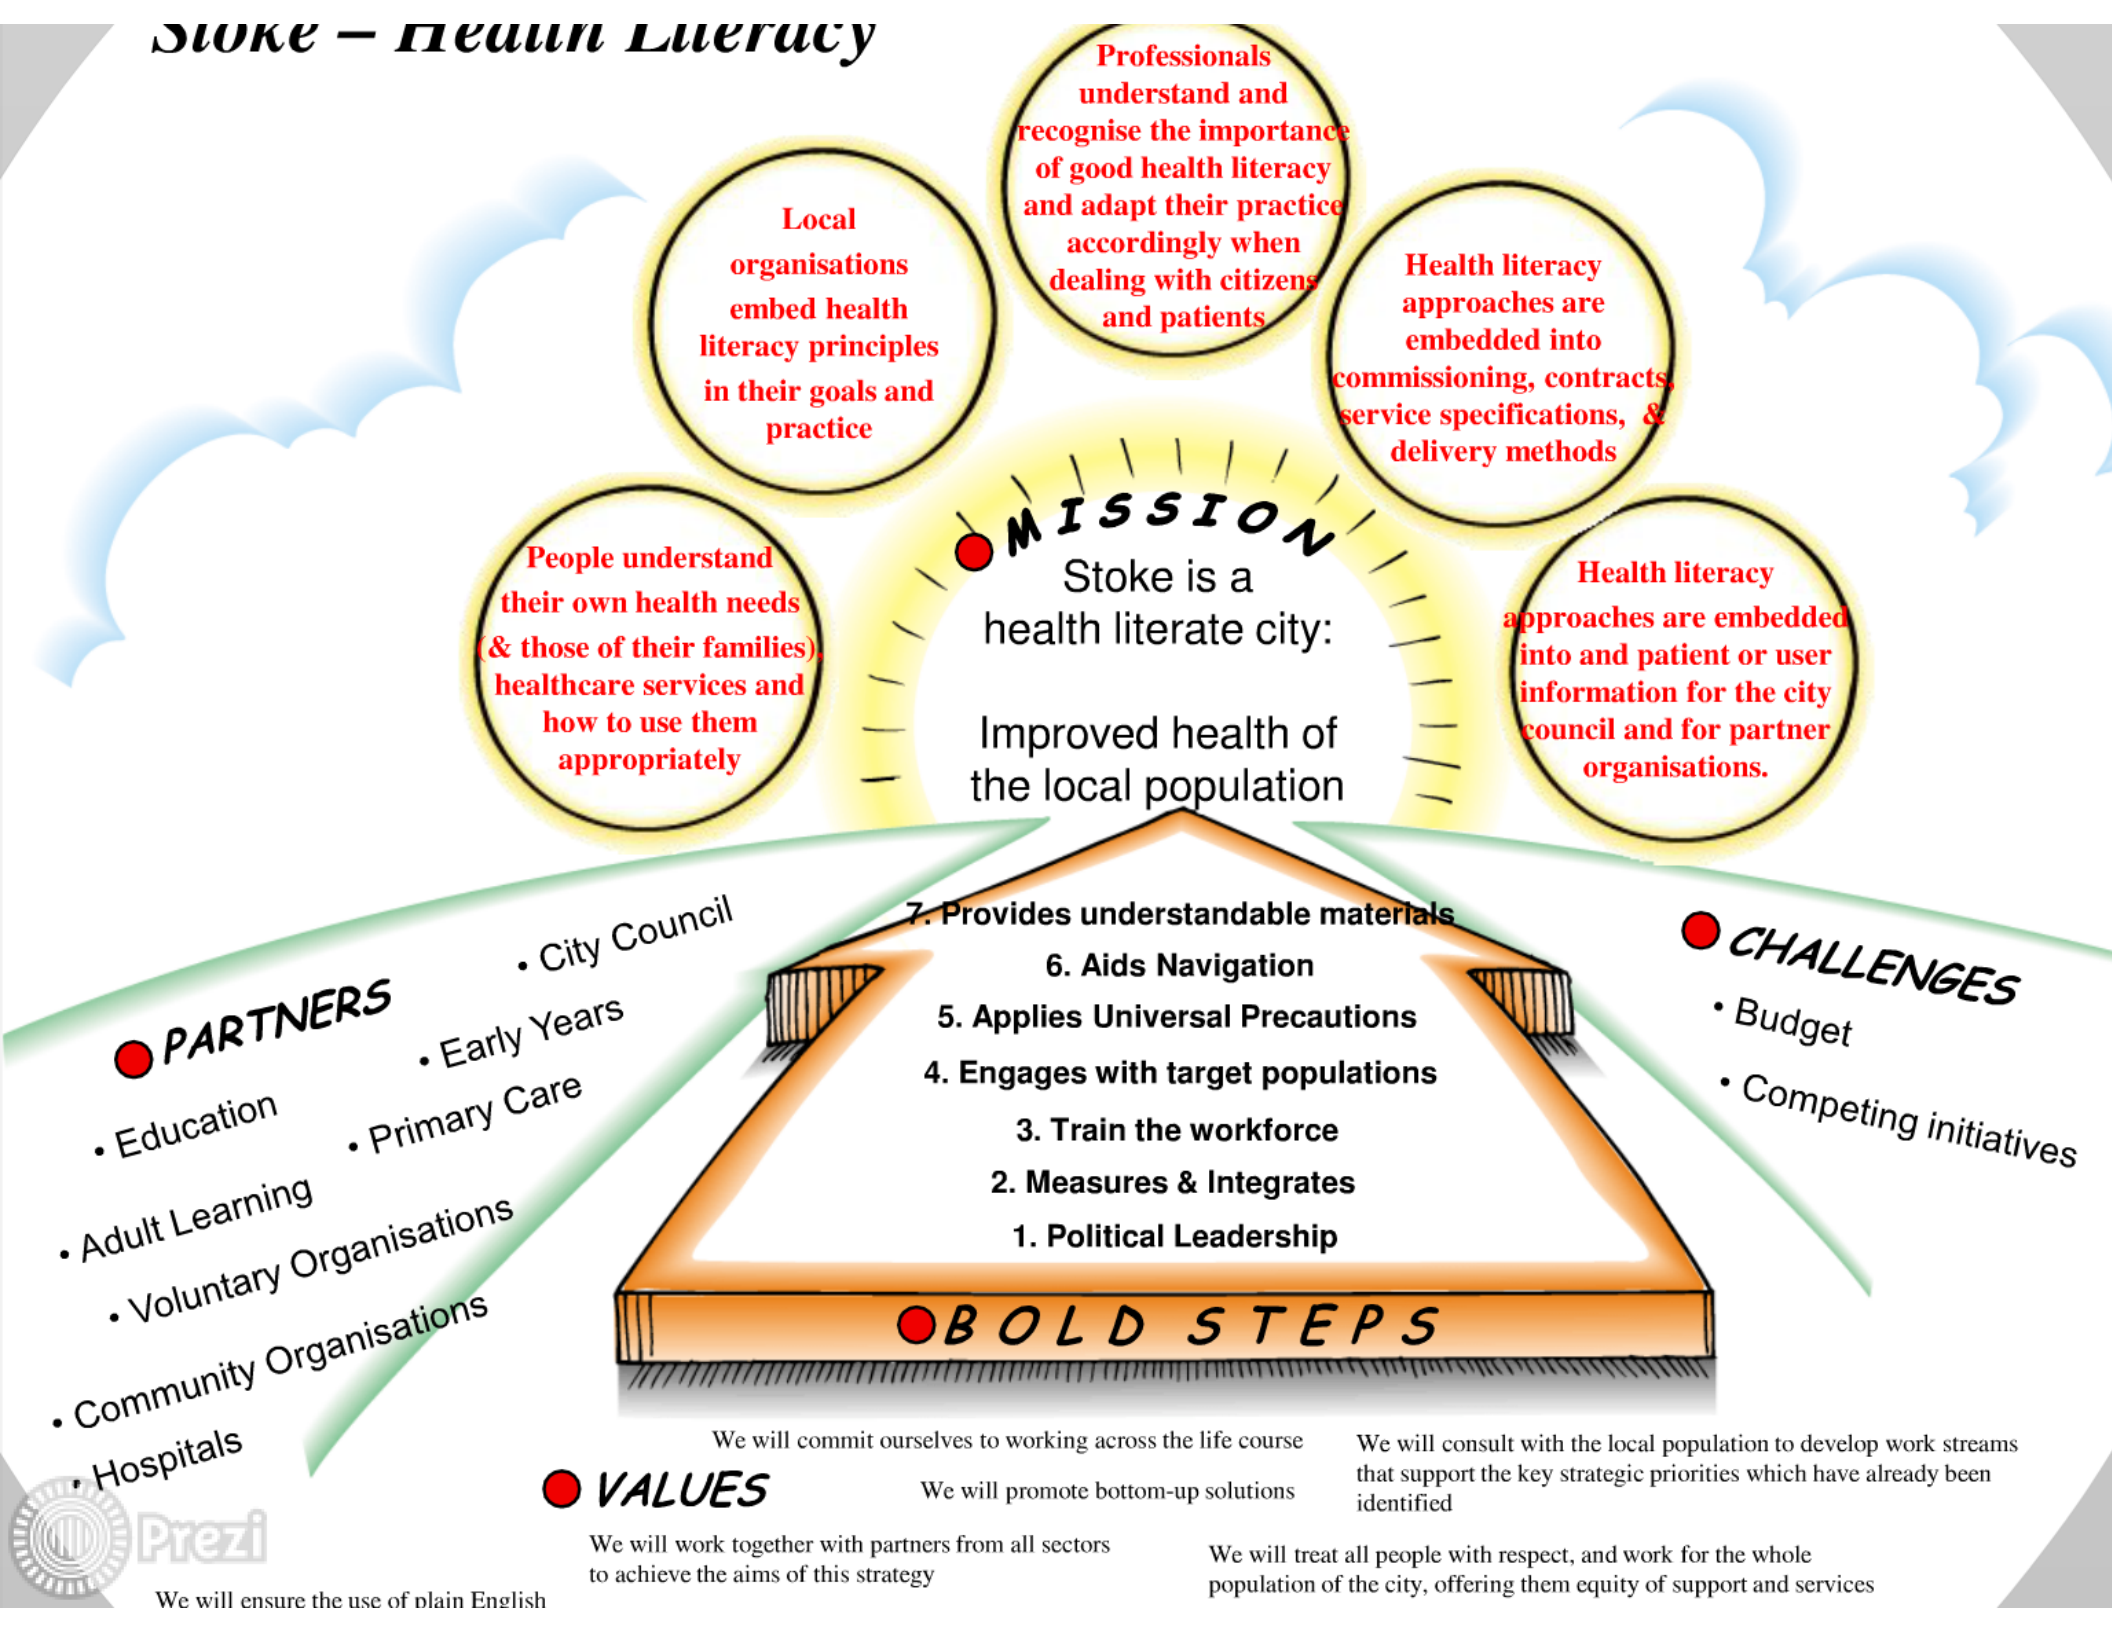 Stoke – Health Literacy
Professionals
understand and
recognise the importance
of good health literacy
and adapt their practice
accordingly when
dealing with citizens
and patients
Local
organisations
embed health
literacy principles
in their goals and
practice
Health literacy
approaches are
embedded into
commissioning, contracts,
service specifications, &
delivery methods
People understand
their own health needs
(& those of their families),
healthcare services and
how to use them
appropriately
Health literacy
approaches are embedded
into and patient or user
information for the city
council and for partner
organisations.
MISSION
Stoke is a
health literate city:
Improved health of
the local population
PARTNERS
• City Council
• Early Years
• Education
• Primary Care
• Adult Learning
• Voluntary Organisations
• Community Organisations
• Hospitals
7. Provides understandable materials
6. Aids Navigation
5. Applies Universal Precautions
4. Engages with target populations
3. Train the workforce
2. Measures & Integrates
1. Political Leadership
BOLD STEPS
CHALLENGES
• Budget
• Competing initiatives
VALUES
We will commit ourselves to working across the life course
We will promote bottom-up solutions
We will consult with the local population to develop work streams
that support the key strategic priorities which have already been
identified
We will work together with partners from all sectors
to achieve the aims of this strategy
We will treat all people with respect, and work for the whole
population of the city, offering them equity of support and services
We will ensure the use of plain English
Prezi